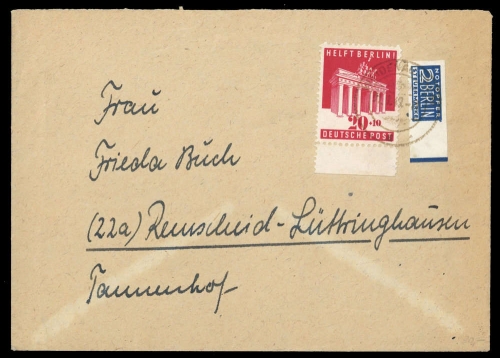 HELFT BERLIN!
20+10
DEUTSCHE POST
NOTOPFER
2 BERLIN
STEUERMARKE
Frau
Frieda Buch
(22a) Remscheid-Lüttringhausen
Tannenhof